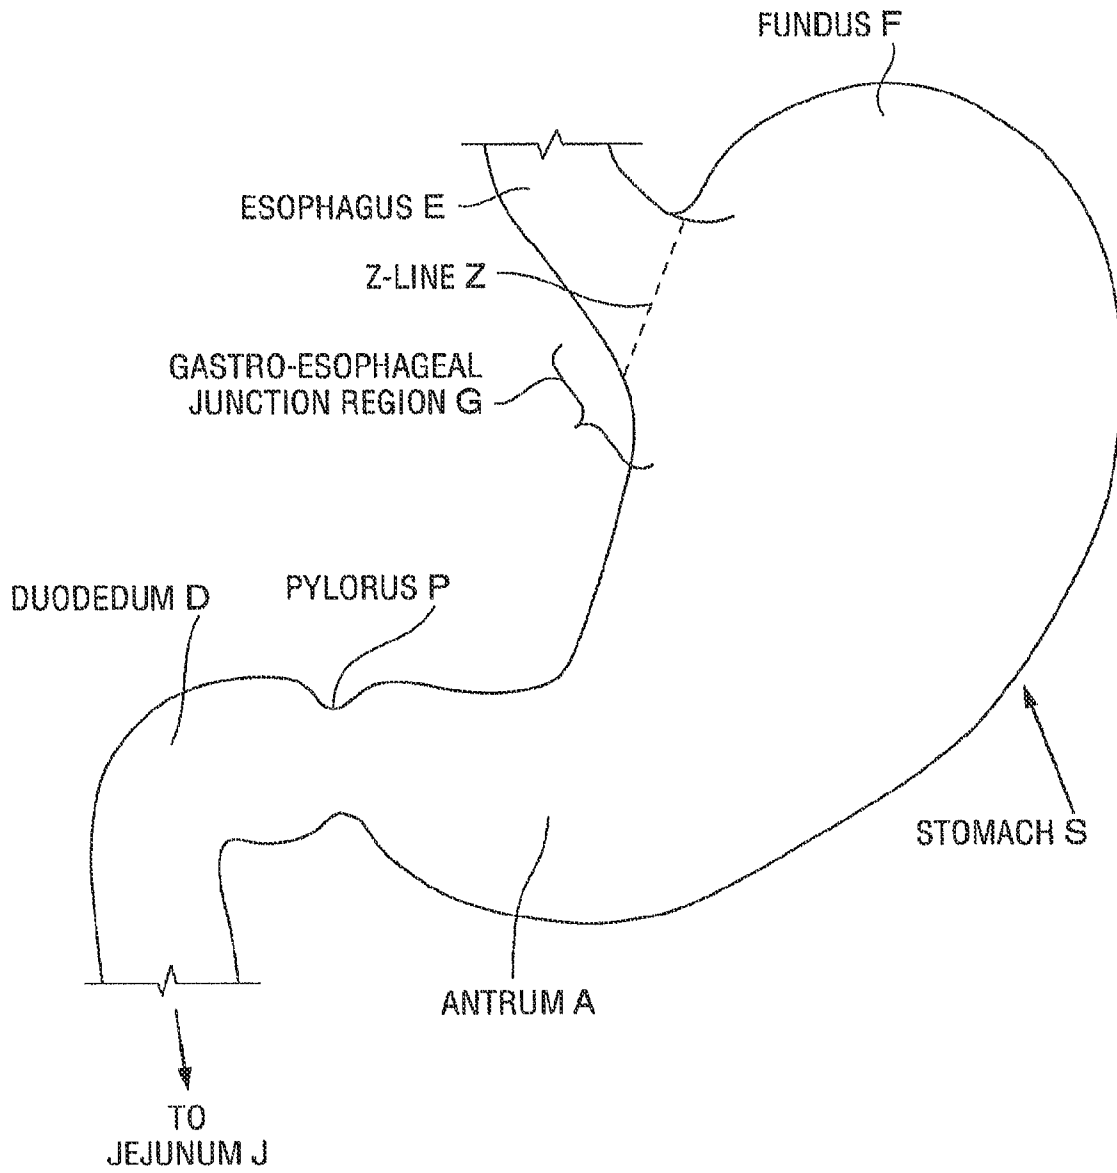 FUNDUS F
ESOPHAGUS E
Z-LINE Z
GASTRO-ESOPHAGEAL
JUNCTION REGION G
DUODEDUM D
PYLORUS P
STOMACH S
ANTRUM A
TO
JEJUNUM J